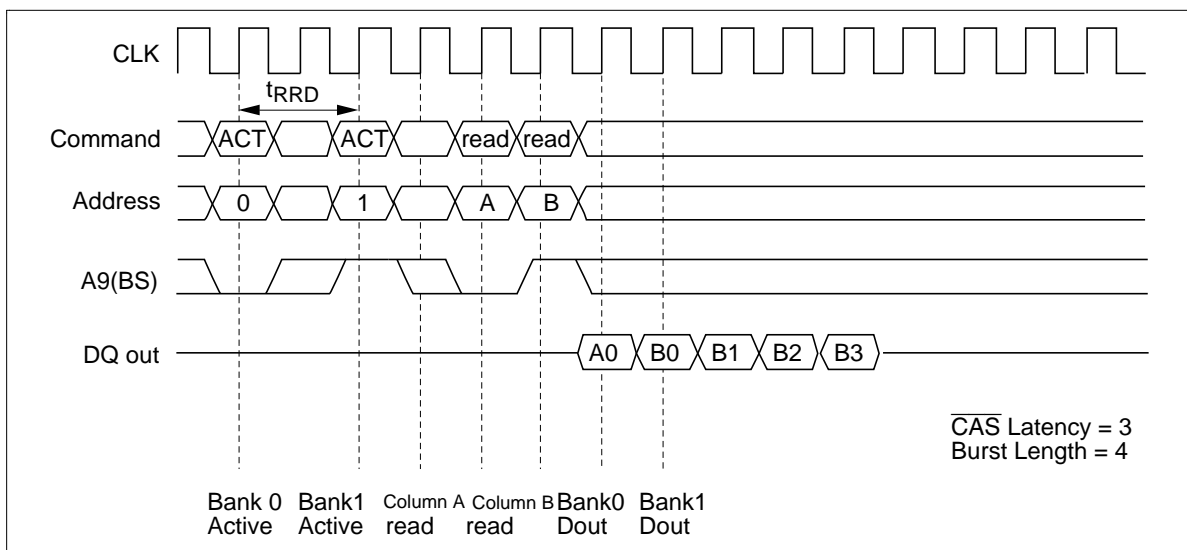 CLK
tRRD
Command ACT ACT read read
Address 0 1 A B
A9(BS)
DQ out A0 B0 B1 B2 B3
CAS Latency = 3
Burst Length = 4
Bank 0 Bank1 Column A Column B Bank0 Bank1
Active Active read read Dout Dout